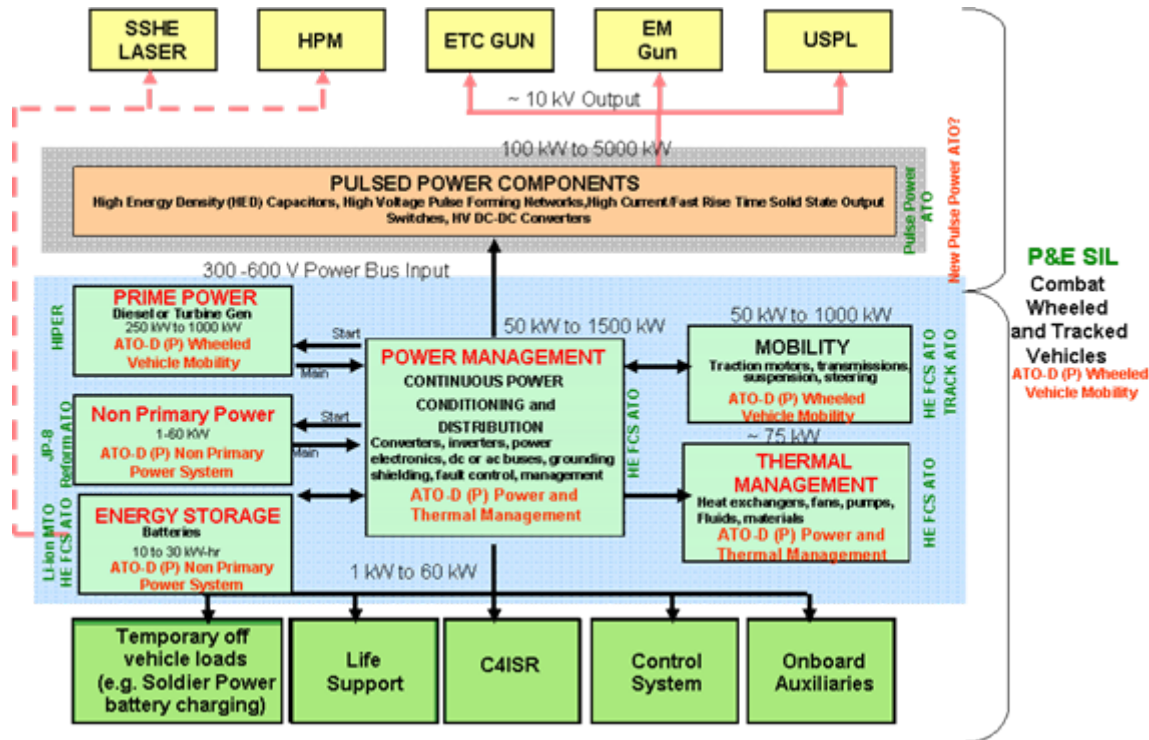 SSHE
LASER
HPM
ETC GUN
EM
Gun
USPL
~ 10 kV Output
100 kW to 5000 kW
PULSED POWER COMPONENTS
High Energy Density (HED) Capacitors, High Voltage Pulse Forming Networks,High Current/Fast Rise Time Solid State Output
Switches, HV DC-DC Converters
Pulse Power
ATO
New Pulse Power ATO?
300 -600 V Power Bus Input
HIPER
PRIME POWER
Diesel or Turbine Gen
250 kW to 1000 kW
ATO-D (P) Wheeled
Vehicle Mobility
Start
Main
JP-8
Reform ATO
Non Primary Power
1-60 KW
ATO-D (P) Non Primary
Power System
Start
Main
Li-ion MTO
HE FCS ATO
ENERGY STORAGE
Batteries
10 to 30 kW-hr
ATO-D (P) Non Primary
Power System
50 kW to 1500 kW
POWER MANAGEMENT
CONTINUOUS POWER
CONDITIONING and
DISTRIBUTION
Converters, inverters, power
electronics, dc or ac buses, grounding
shielding, fault control, management
ATO-D (P) Power and
Thermal Management
HE FCS ATO
50 kW to 1000 KW
MOBILITY
Traction motors, transmissions,
suspension, steering
ATO-D (P) Wheeled
Vehicle Mobility
HE FCS ATO
TRACK ATO
~ 75 kW
THERMAL
MANAGEMENT
Heat exchangers, fans, pumps,
Fluids, materials
ATO-D (P) Power and
Thermal Management
HE FCS ATO
1 kW to 60 kW
Temporary off
vehicle loads
(e.g. Soldier Power
battery charging)
Life
Support
C4ISR
Control
System
Onboard
Auxiliaries
P&E SIL
Combat
Wheeled
and Tracked
Vehicles
ATO-D (P) Wheeled
Vehicle Mobility